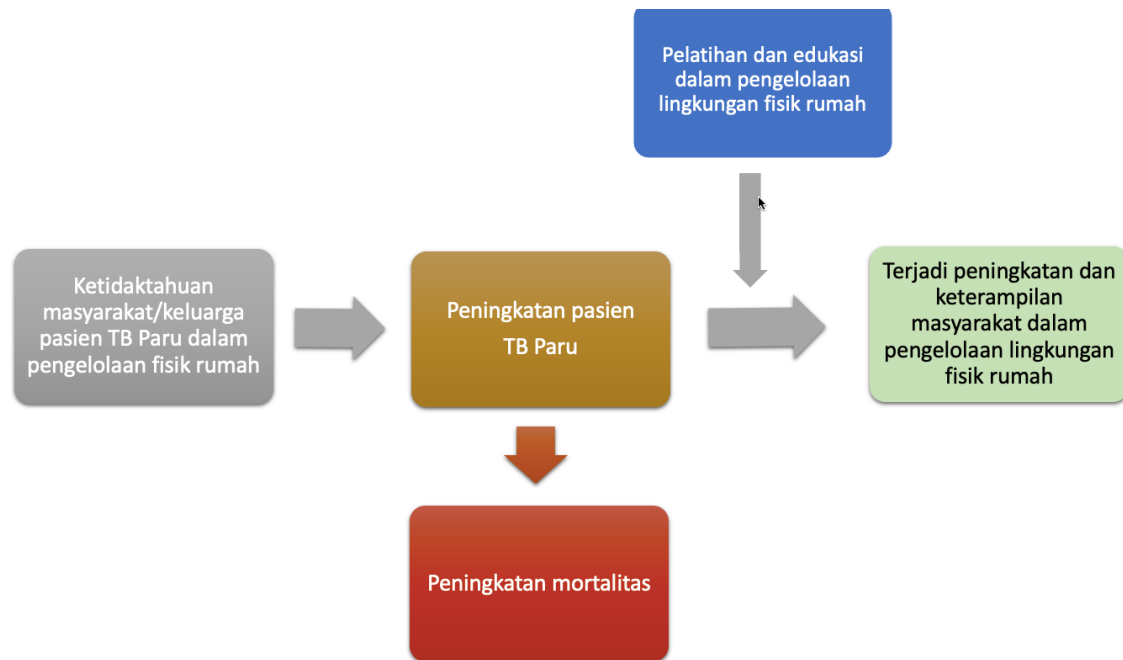 Pelatihan dan edukasi
dalam pengelolaan
lingkungan fisik rumah
Ketidaktahuan
masyarakat/keluarga
pasien TB Paru dalam
pengelolaan fisik rumah
Peningkatan pasien
TB Paru
Terjadi peningkatan dan
keterampilan
masyarakat dalam
pengelolaan lingkungan
fisik rumah
Peningkatan mortalitas